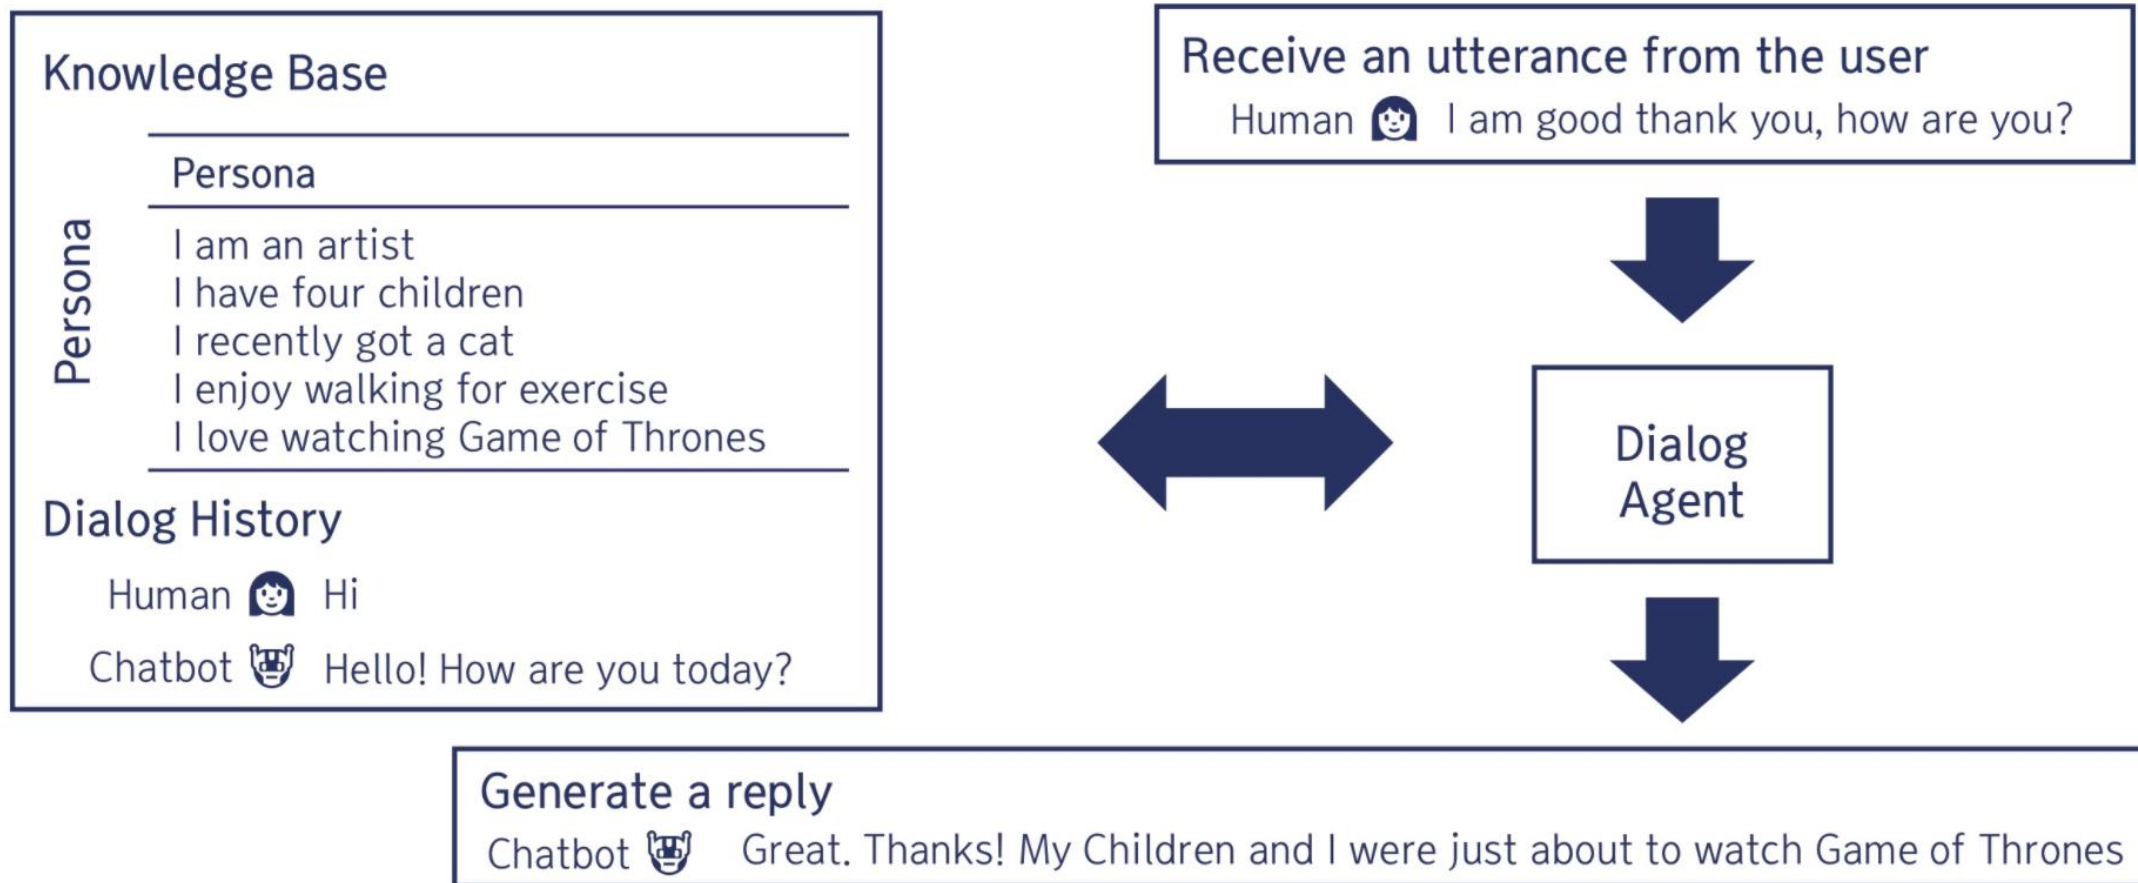 Knowledge Base
Persona
Persona
I am an artist
I have four children
I recently got a cat
I enjoy walking for exercise
I love watching Game of Thrones
Dialog History
Human Hi
Chatbot Hello! How are you today?
Receive an utterance from the user
Human I am good thank you, how are you?
Dialog
Agent
Generate a reply
Chatbot Great. Thanks! My Children and I were just about to watch Game of Thrones